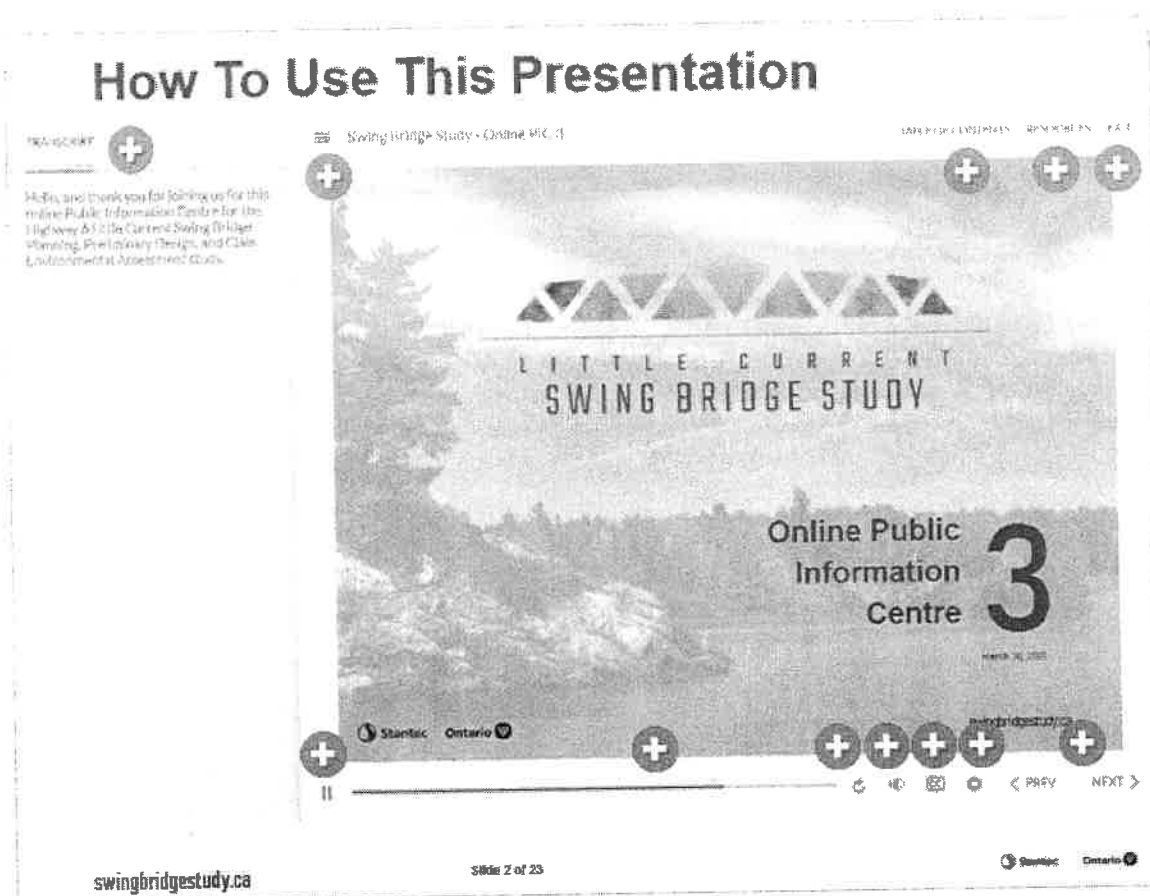 How To Use This Presentation
TRANSCRIPT
Swing Bridge Study - Online PIC 3
RESOURCES EXIT
Hello, and thank you for joining us for this
online Public Information Centre for the
Highway 6 Little Current Swing Bridge
Planning, Preliminary Design, and Class
Environmental Assessment study.
LITTLE CURRENT
SWING BRIDGE STUDY
Online Public
Information
Centre
3
swingbridgestudy.ca
Stantec Ontario
CC
< PREV NEXT >
swingbridgestudy.ca
Slide 2 of 23
Stantec Ontario